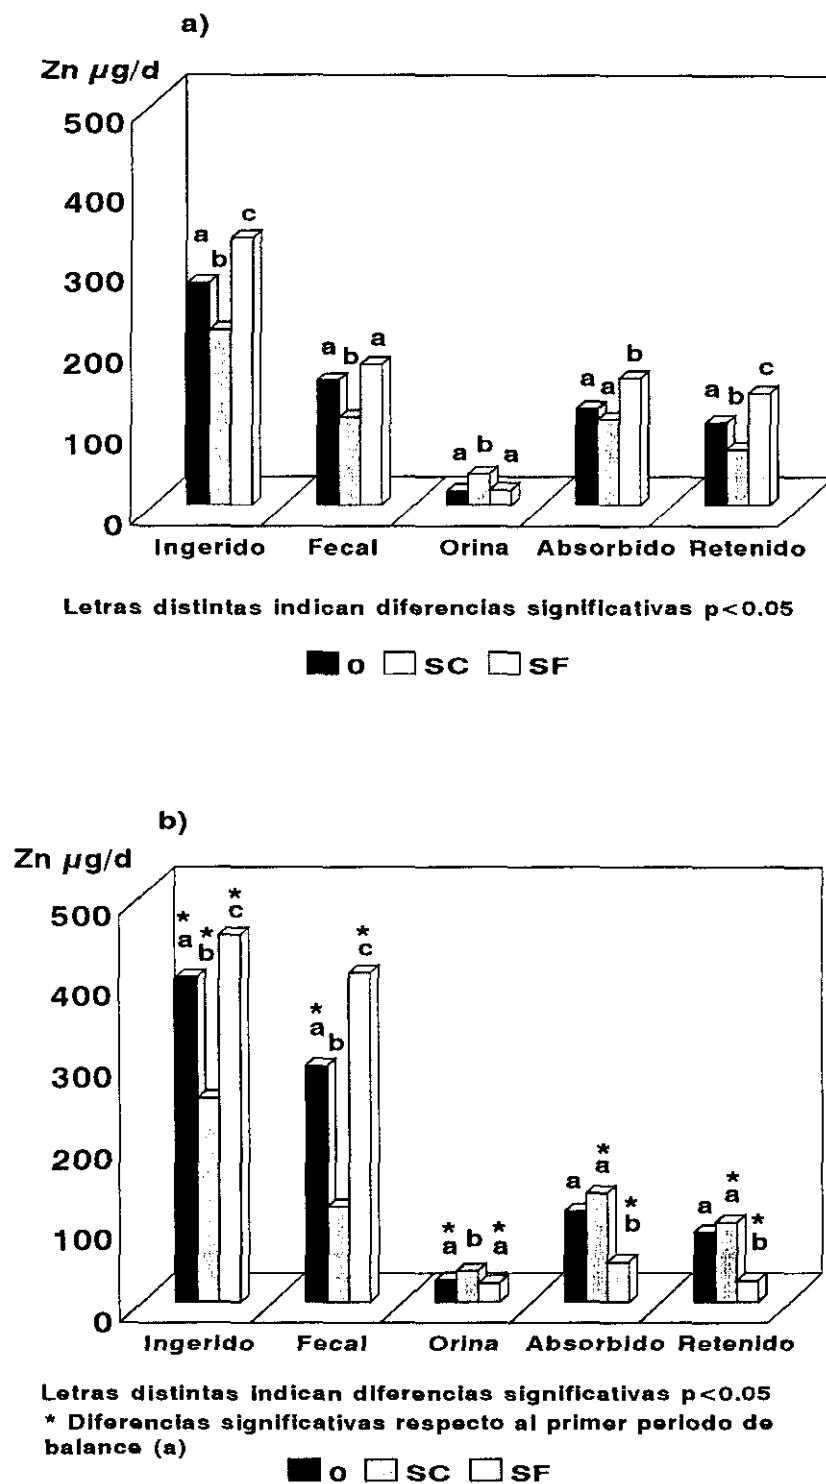 a)
Zn µg/d
500
400
300
200
100
0
a b c
a b a
a b a
a a b
a b c
Ingerido Fecal Orina Absorbido Retenido
Letras distintas indican diferencias significativas p<0.05
0 SC SF
b)
Zn µg/d
500
400
300
200
100
0
* * *
a b c
* *
a b c
* *
a b a
* *
a a b
* *
a a b
Ingerido Fecal Orina Absorbido Retenido
Letras distintas indican diferencias significativas p<0.05
* Diferencias significativas respecto al primer periodo de
balance (a)
0 SC SF